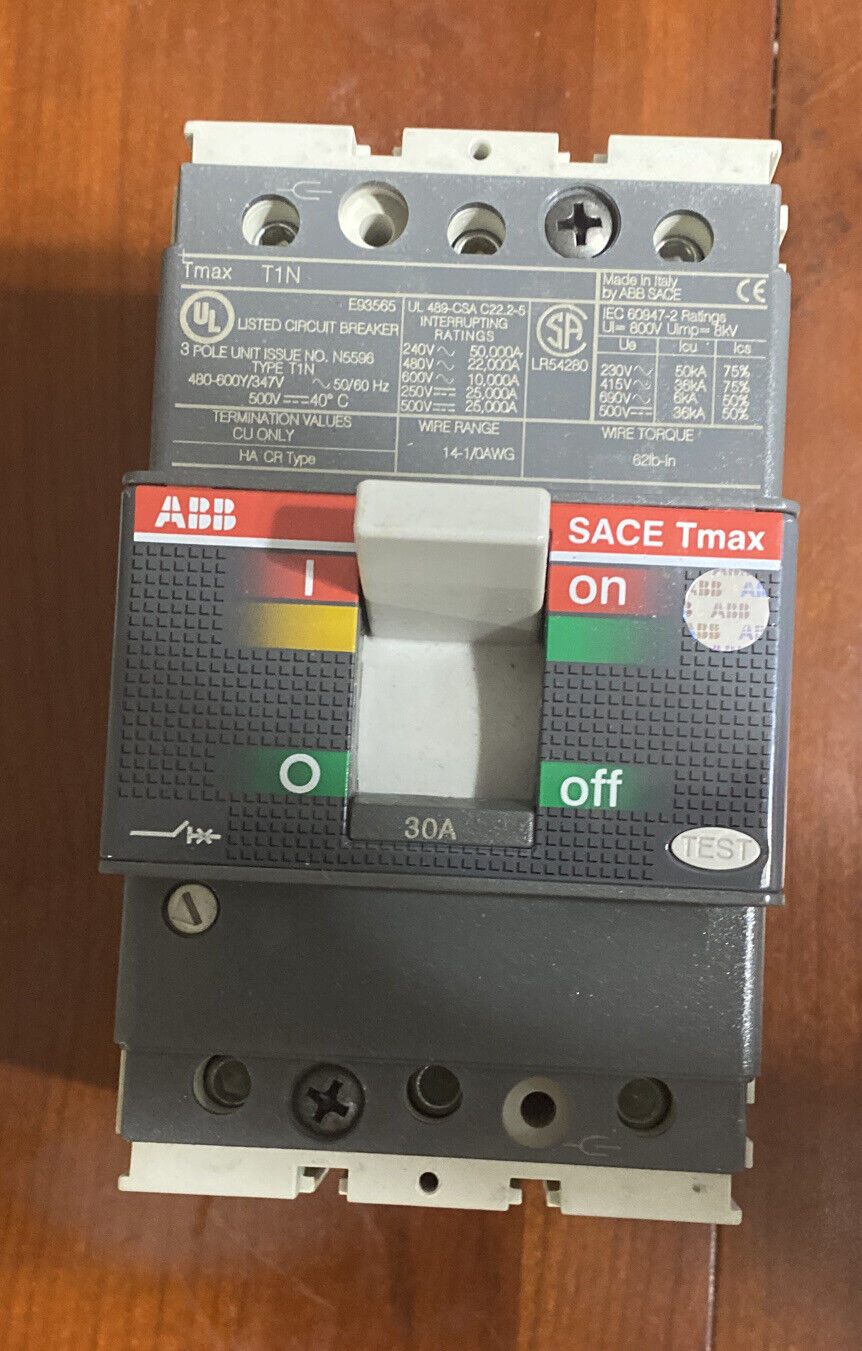 Tmax T1N
Made in Italy
by ABB SACE
CE
UL
E93565
LISTED CIRCUIT BREAKER
3 POLE UNIT ISSUE NO. N5596
TYPE T1N
480-600Y/347V ～ 50/60 Hz
500V ⎓ 40° C
UL 489-CSA C22.2-5
INTERRUPTING
RATINGS
240V ～ 50,000A
480V ～ 22,000A
600V ～ 10,000A
250V ⎓ 25,000A
500V ⎓ 25,000A
SA
LR54280
IEC 60947-2 Ratings
Ui= 800V Uimp= 8kV
Ue Icu Ics
230V ～ 50kA 75%
415V ～ 36kA 75%
690V ～ 6kA 50%
500V ⎓ 36kA 50%
TERMINATION VALUES
CU ONLY
HA CR Type
WIRE RANGE
14-1/0AWG
WIRE TORQUE
62lb-in
ABB
SACE Tmax
I
on
ABB
ABB
ABB
O
off
30A
TEST